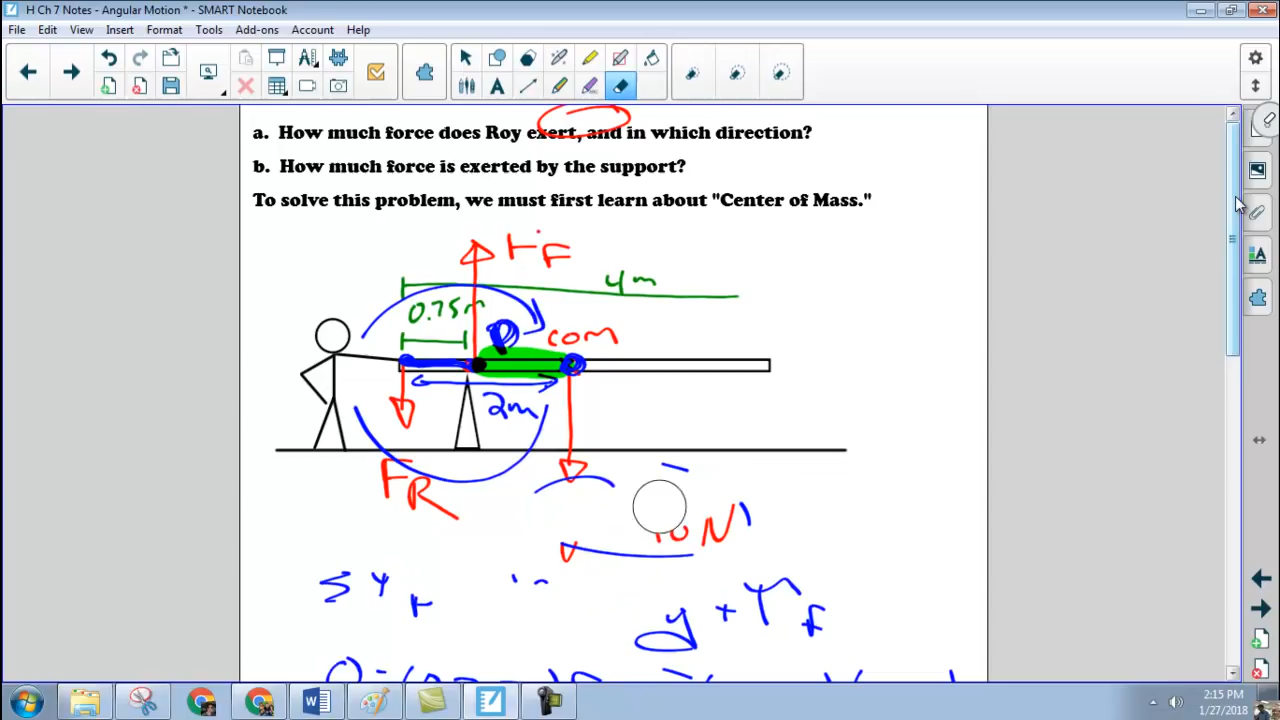 H Ch 7 Notes - Angular Motion * - SMART Notebook
File Edit View Insert Format Tools Add-ons Account Help
a. How much force does Roy exert, and in which direction?
b. How much force is exerted by the support?
To solve this problem, we must first learn about "Center of Mass."
F
4m
0.75m
P
com
2m
FR
N
y + f
2:15 PM
1/27/2018